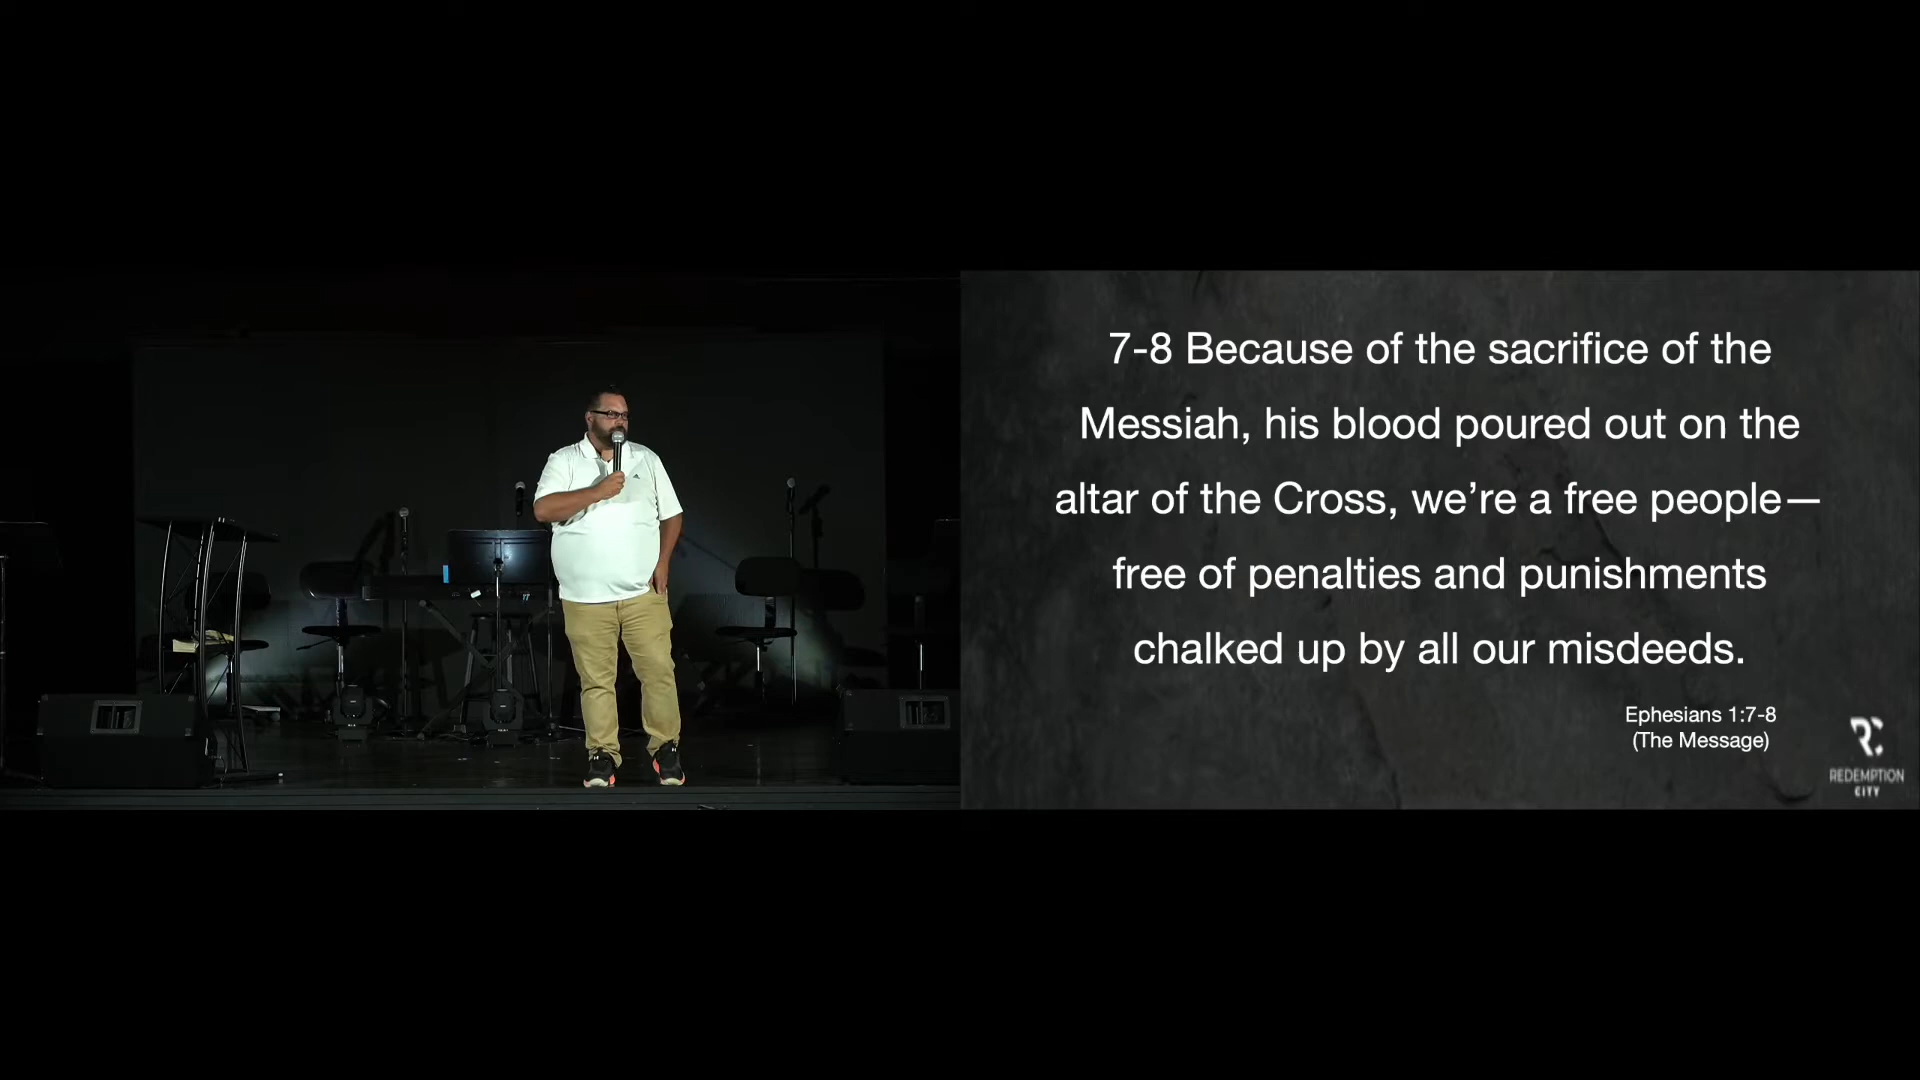 7-8 Because of the sacrifice of the
Messiah, his blood poured out on the
altar of the Cross, we’re a free people—
free of penalties and punishments
chalked up by all our misdeeds.
Ephesians 1:7-8
(The Message)
RC
REDEMPTION
CITY